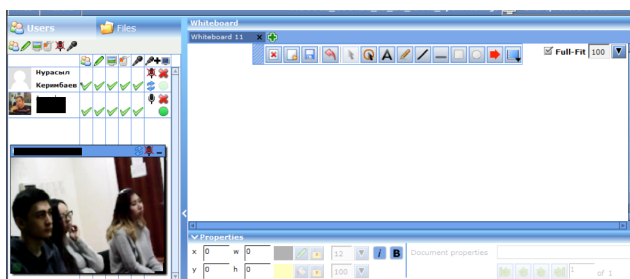 Users
Files
Whiteboard
Whiteboard 11
A
Full-Fit 100
Нурасыл
Керимбаев
Properties
x 0 w 0 12 I B Document properties
y 0 h 0 100 1 of 1